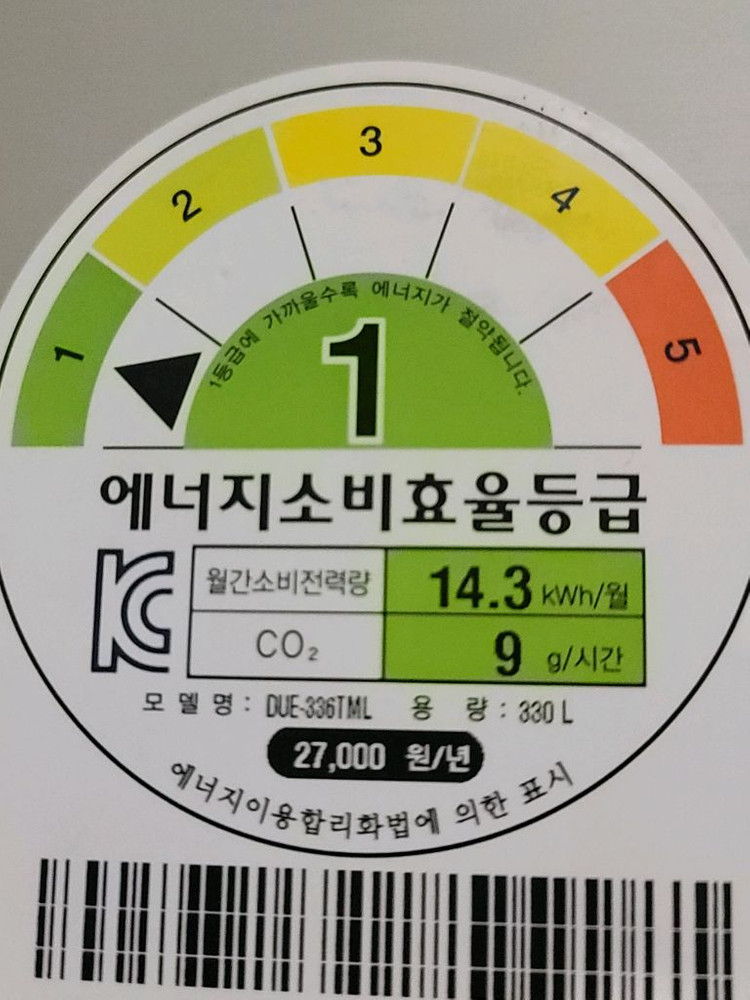 1
2
3
4
5
1등급에 가까울수록 에너지가 절약됩니다.
1
에너지소비효율등급
KC
월간소비전력량 14.3 kWh/월
CO₂ 9 g/시간
모 델 명 : DUE-336TML 용 량 : 330 L
27,000 원/년
에너지이용합리화법에 의한 표시